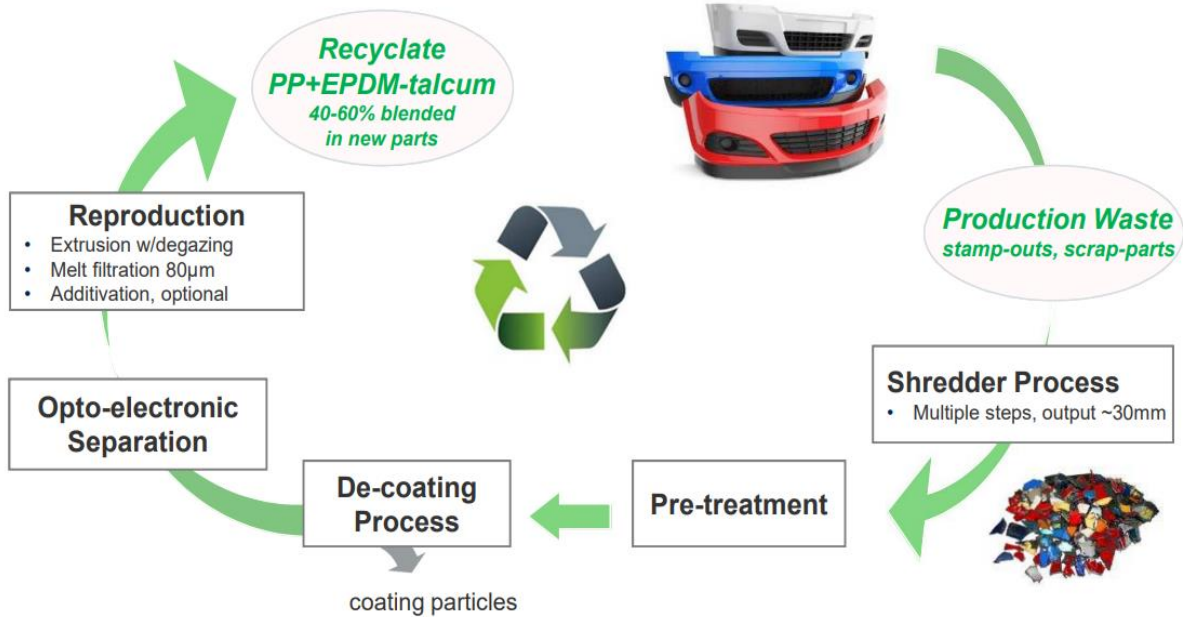 Recyclate
PP+EPDM-talcum
40-60% blended
in new parts
Production Waste
stamp-outs, scrap-parts
Shredder Process
• Multiple steps, output ~30mm
Pre-treatment
De-coating
Process
coating particles
Opto-electronic
Separation
Reproduction
• Extrusion w/degazing
• Melt filtration 80µm
• Additivation, optional